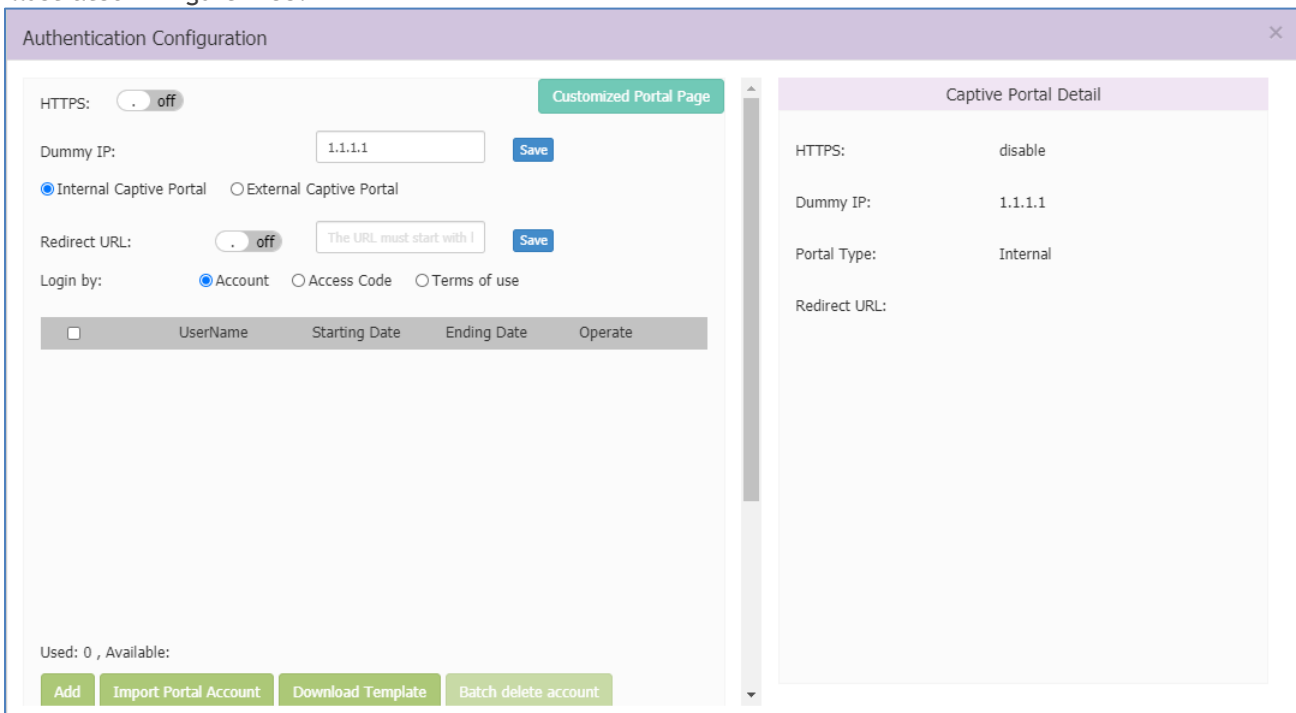 Authentication Configuration ×
HTTPS: . off Customized Portal Page
Dummy IP: 1.1.1.1 Save
Internal Captive Portal External Captive Portal
Redirect URL: . off The URL must start with Save
Login by: Account Access Code Terms of use
UserName Starting Date Ending Date Operate
Used: 0 , Available:
Add Import Portal Account Download Template Batch delete account
Captive Portal Detail
HTTPS: disable
Dummy IP: 1.1.1.1
Portal Type: Internal
Redirect URL: